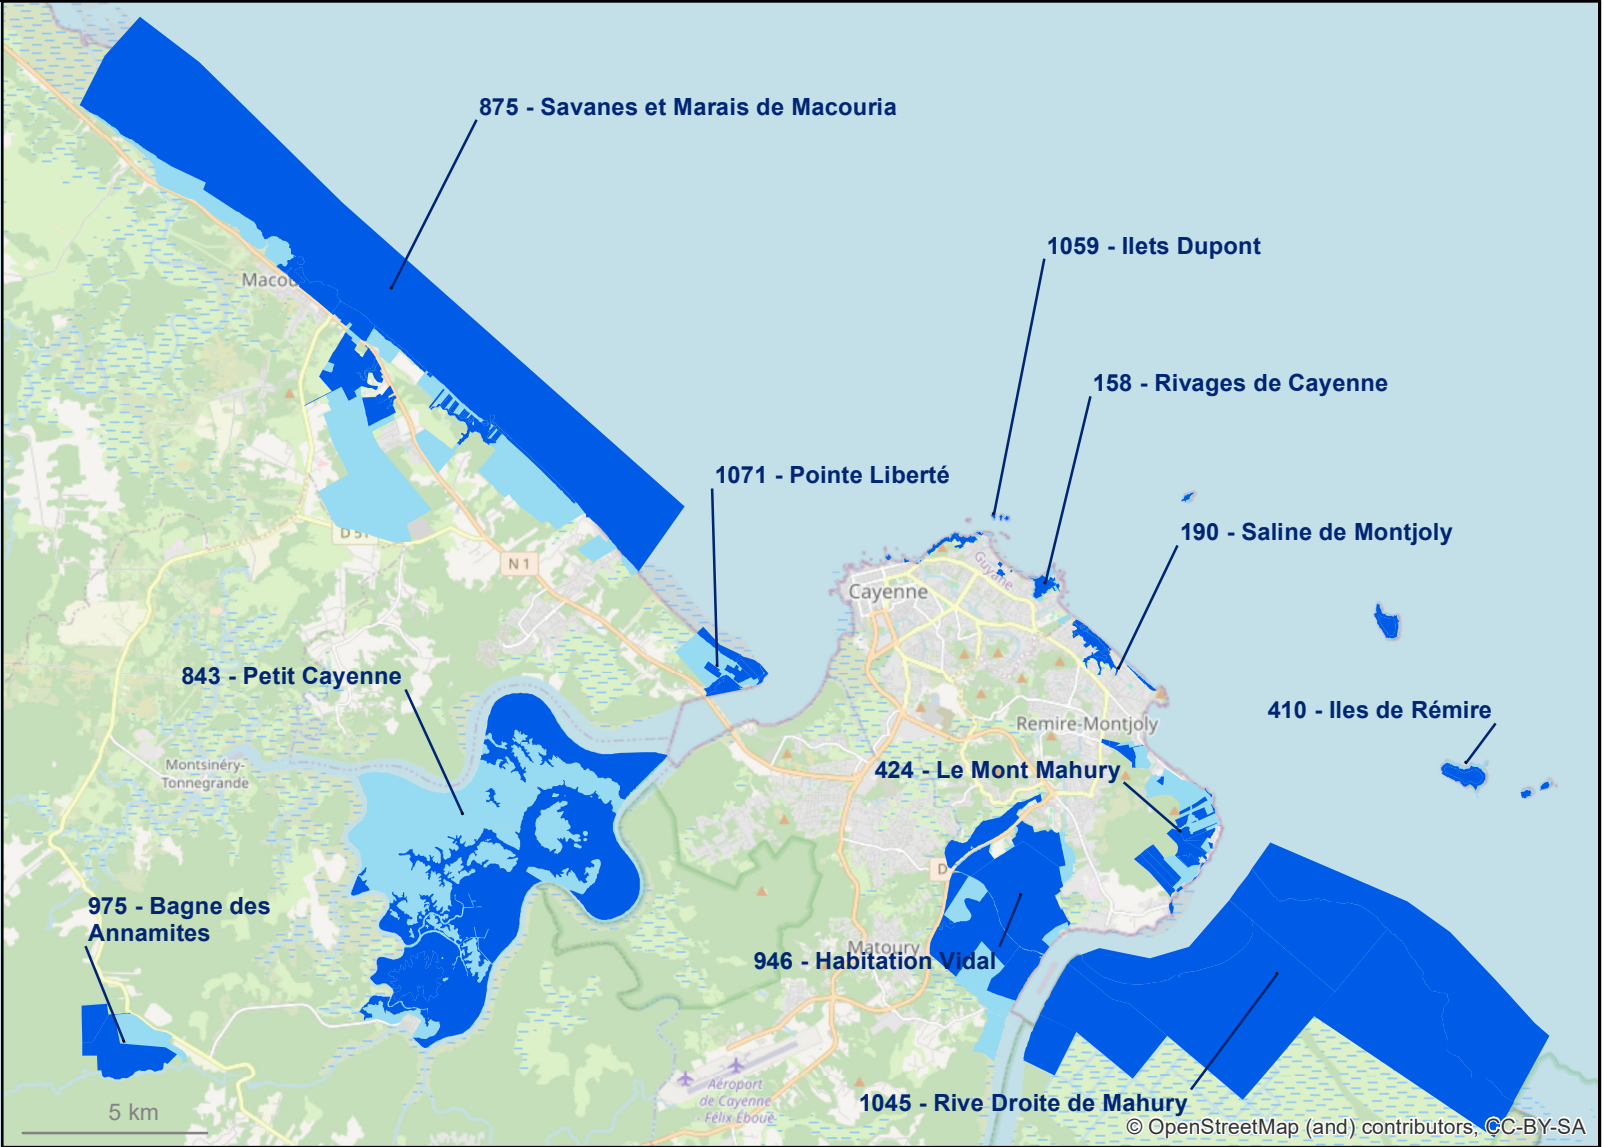 875 - Savanes et Marais de Macouria
1059 - Ilets Dupont
158 - Rivages de Cayenne
1071 - Pointe Liberté
190 - Saline de Montjoly
N 1
Guyane
Cayenne
843 - Petit Cayenne
410 - Iles de Rémire
Remire-Montjoly
Montsinéry-
Tonnegrande
424 - Le Mont Mahury
D
975 - Bagne des
Annamites
Matoury
946 - Habitation Vidal
Aéroport
de Cayenne
- Félix Éboué
5 km
1045 - Rive Droite de Mahury
© OpenStreetMap (and) contributors, CC-BY-SA